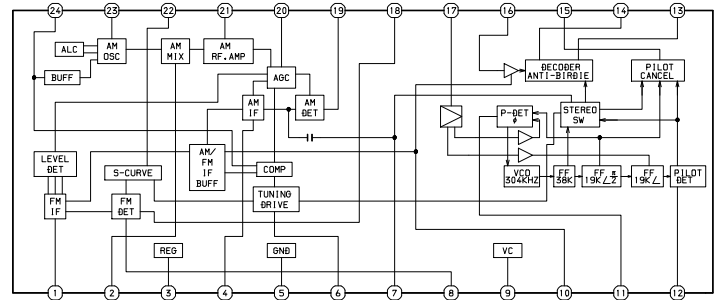 24 23 22 21 20 19 18 17 16 15 14 13
ALC
AM
OSC
AM
MIX
AM
RF.AMP
DECODER
ANTI-BIRDIE
PILOT
CANCEL
BUFF
AGC
AM
IF
AM
DET
P-DET
φ
STEREO
SW
LEVEL
DET
S-CURVE
AM/
FM
IF
BUFF
COMP
VCO
304KHZ
FF
38K
FF π
19K∠2
FF
19K∠
PILOT
DET
FM
IF
FM
DET
TUNING
DRIVE
REG
GND
VC
1 2 3 4 5 6 7 8 9 10 11 12